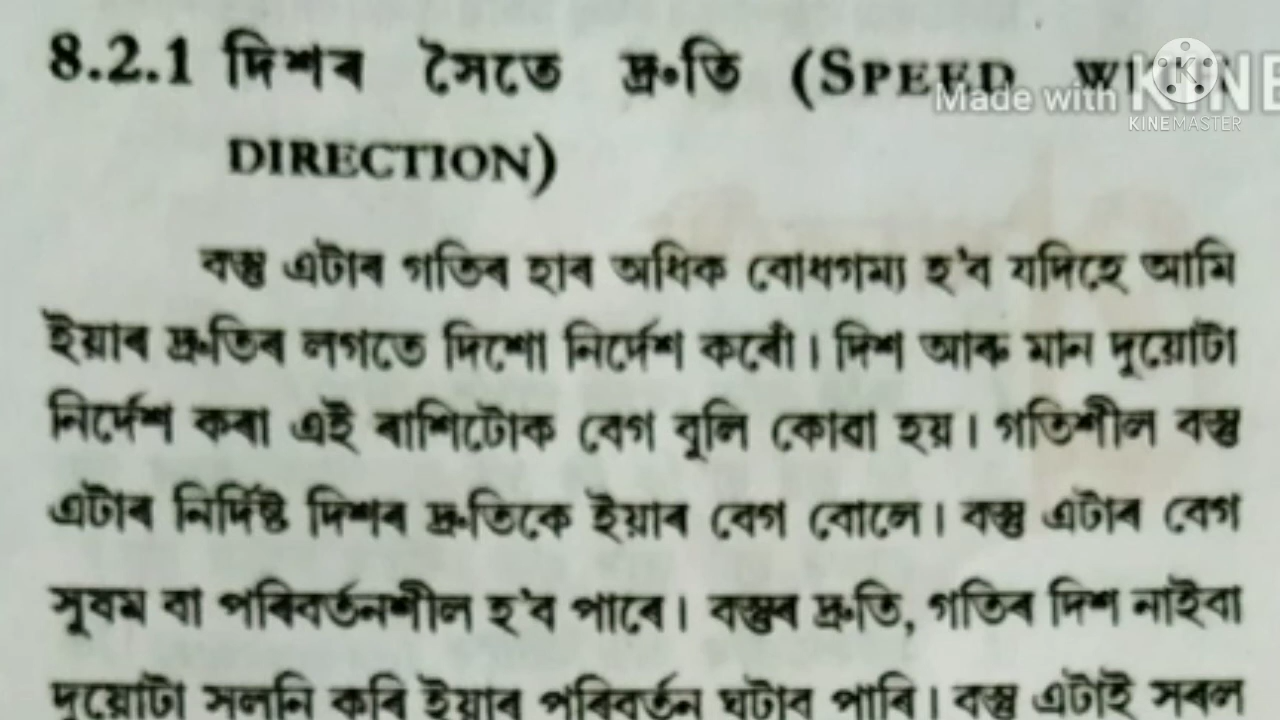 8.2.1 দিশৰ সৈতে দ্ৰুতি (SPEED WITH
DIRECTION)
Made with KINE
K
KINEMASTER
বস্তু এটাৰ গতিৰ হাৰ অধিক বোধগম্য হ'ব যদিহে আমি
ইয়াৰ দ্ৰুতিৰ লগতে দিশো নিৰ্দেশ কৰোঁ। দিশ আৰু মান দুয়োটা
নিৰ্দেশ কৰা এই ৰাশিটোক বেগ বুলি কোৱা হয়। গতিশীল বস্তু
এটাৰ নিৰ্দিষ্ট দিশৰ দ্ৰুতিকে ইয়াৰ বেগ বোলে। বস্তু এটাৰ বেগ
সুষম বা পৰিবৰ্তনশীল হ'ব পাৰে। বস্তুৰ দ্ৰুতি, গতিৰ দিশ নাইবা
দুয়োটা সলনি কৰি ইয়াৰ পৰিবৰ্তন ঘটাব পাৰি। বস্তু এটাই সৰল